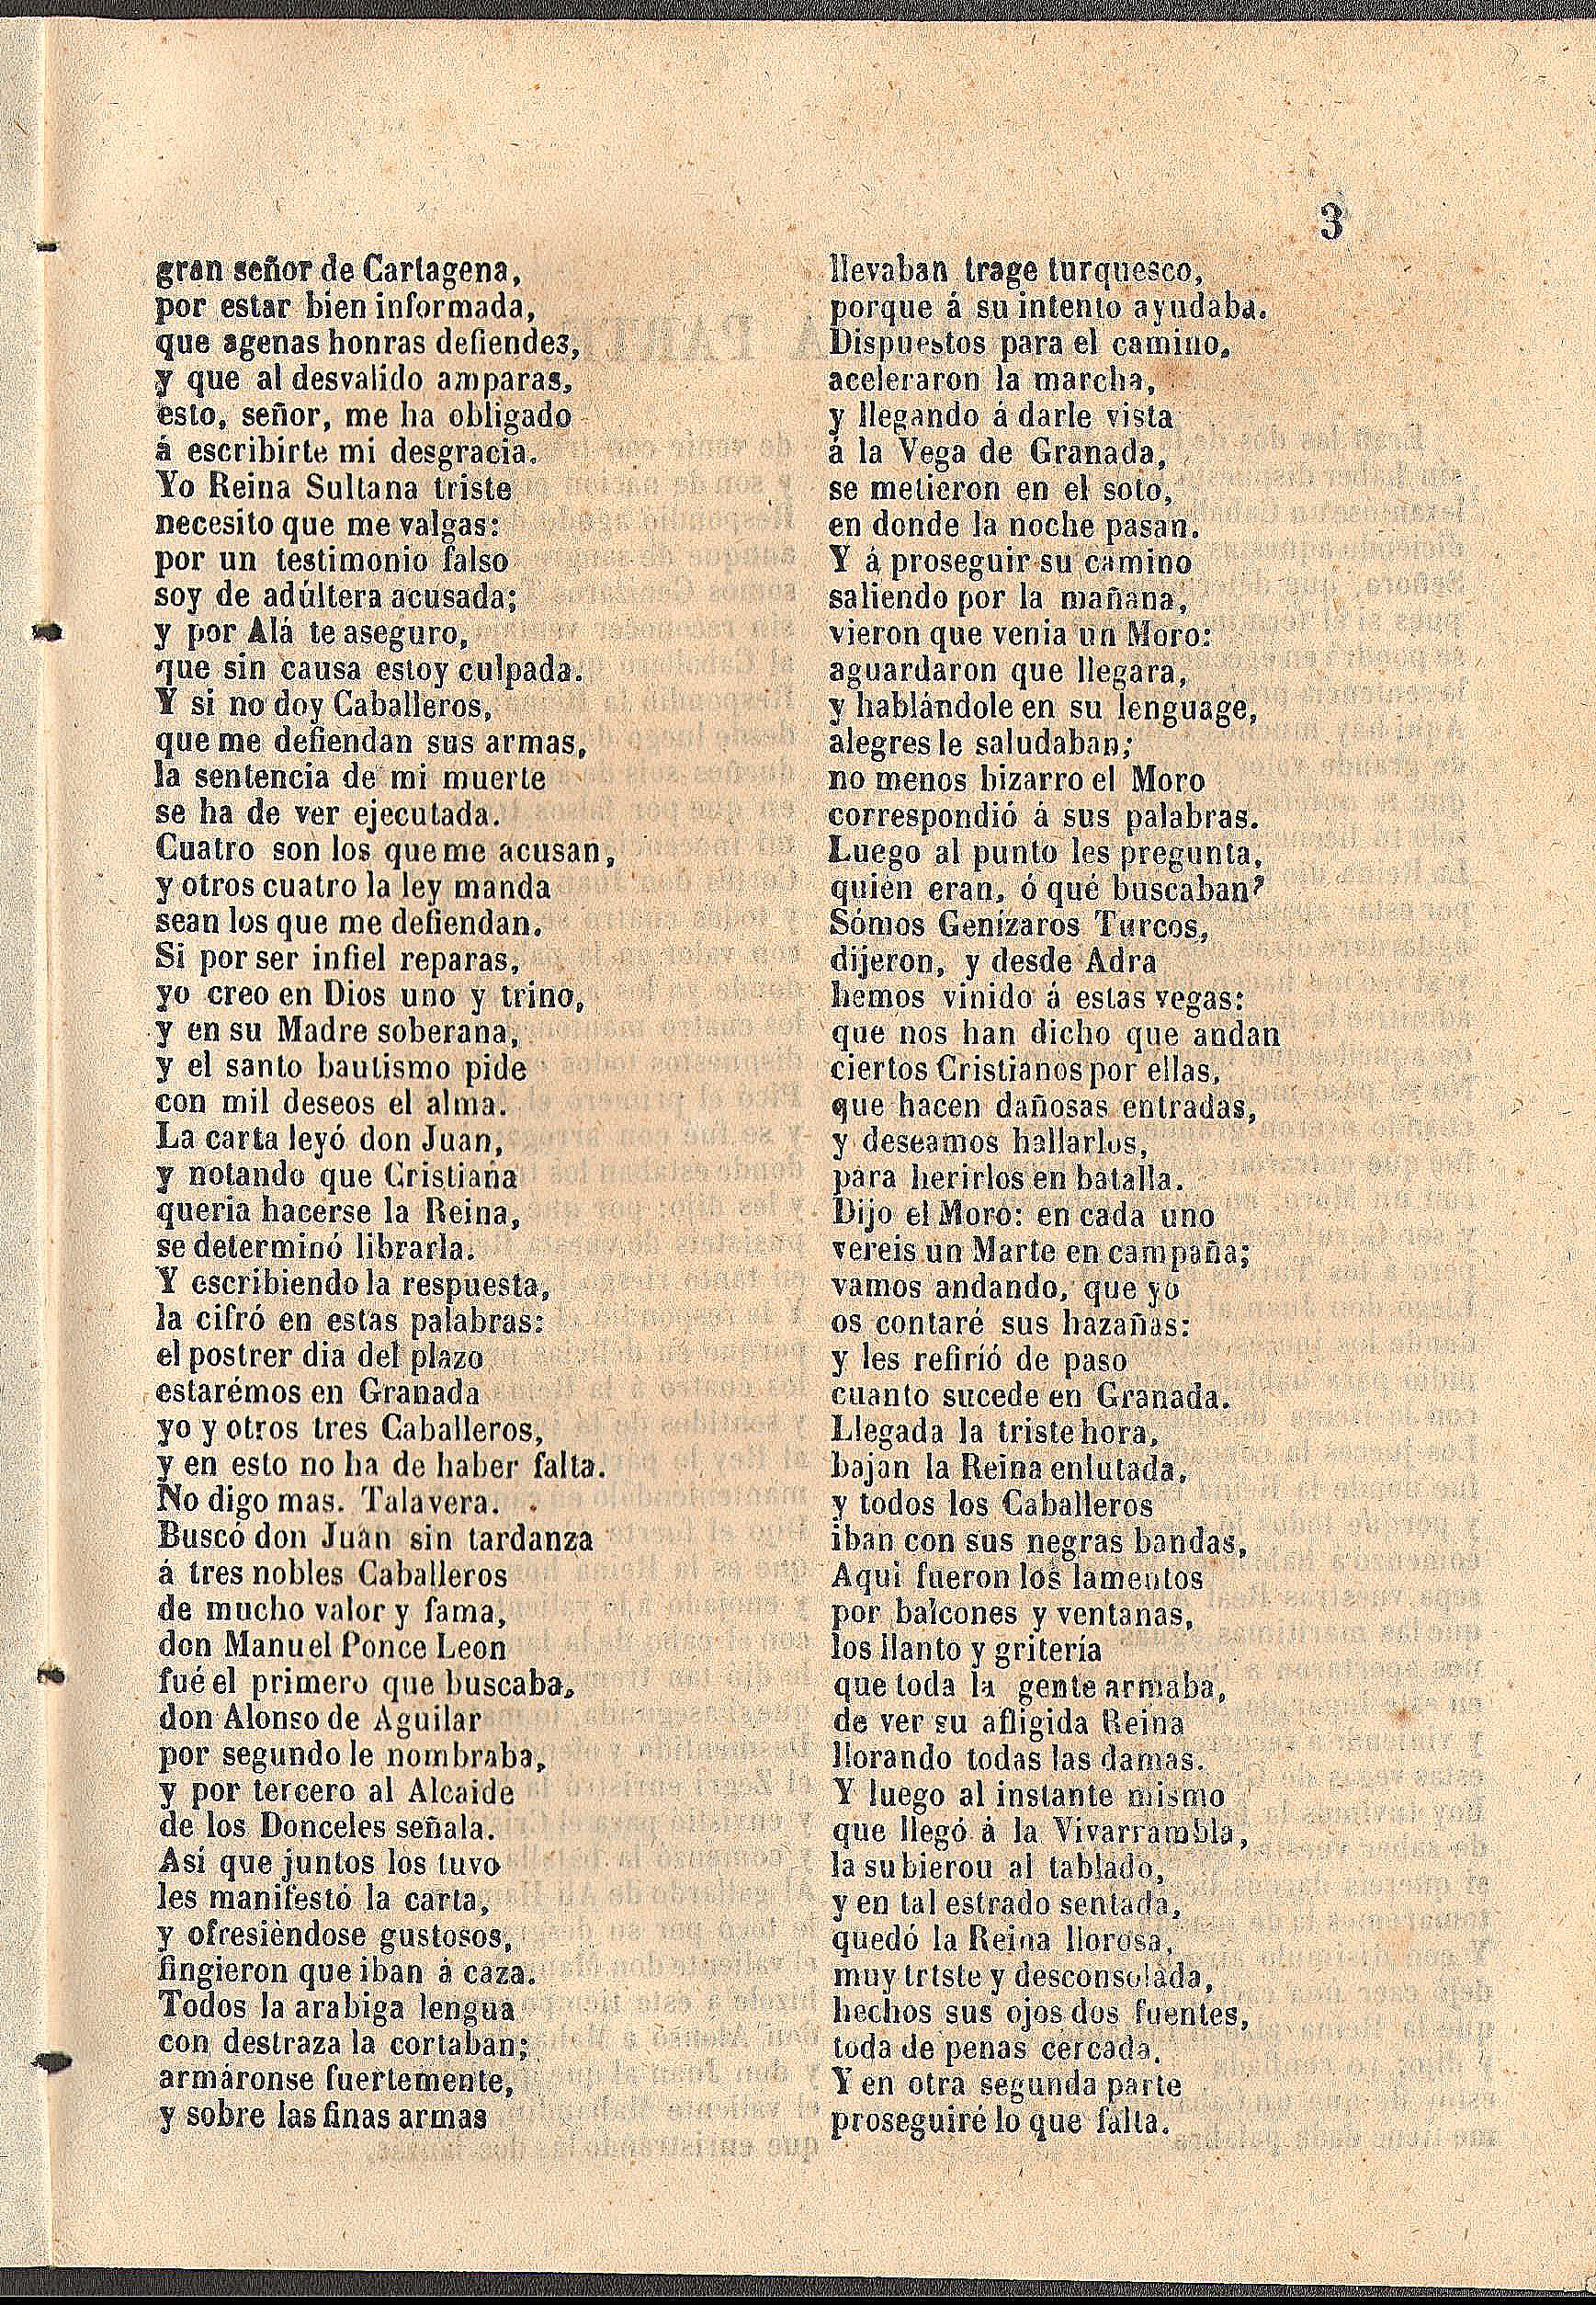 3
gran señor de Cartagena,
por estar bien informada,
que agenas honras defiendes,
y que al desvalido amparas,
esto, señor, me ha obligado
á escribirte mi desgracia.
Yo Reina Sultana triste
necesito que me valgas:
por un testimonio falso
soy de adúltera acusada;
y por Alá te aseguro,
que sin causa estoy culpada.
Y si no doy Caballeros,
que me defiendan sus armas,
la sentencia de mi muerte
se ha de ver ejecutada.
Cuatro son los que me acusan,
y otros cuatro la ley manda
sean los que me defiendan.
Si por ser infiel reparas,
yo creo en Dios uno y trino,
y en su Madre soberana,
y el santo bautismo pide
con mil deseos el alma.
La carta leyó don Juan,
y notando que Cristiana
queria hacerse la Reina,
se determinó librarla.
Y escribiendo la respuesta,
la cifró en estas palabras:
el postrer dia del plazo
estarémos en Granada
yo y otros tres Caballeros,
y en esto no ha de haber falta.
No digo mas. Talavera.
Buscó don Juan sin tardanza
á tres nobles Caballeros
de mucho valor y fama,
don Manuel Ponce Leon
fué el primero que buscaba,
don Alonso de Aguilar
por segundo le nombraba,
y por tercero al Alcaide
de los Donceles señala.
Así que juntos los tuvo
les manifestó la carta,
y ofresièndose gustosos,
fingieron que iban á caza.
Todos la arabiga lengua
con destraza la cortaban;
armáronse fuertemente,
y sobre las finas armas
llevaban trage turquesco,
porque á su intento ayudaba.
Dispuestos para el camino,
aceleraron la marcha,
y llegando á darle vista
á la Vega de Granada,
se metieron en el soto,
en donde la noche pasan.
Y á proseguir su camino
saliendo por la mañana,
vieron que venia un Moro:
aguardaron que llegara,
y hablándole en su lenguage,
alegres le saludaban;
no menos bizarro el Moro
correspondió á sus palabras.
Luego al punto les pregunta,
quién eran, ó qué buscaban?
Sómos Genízaros Turcos,
dijeron, y desde Adra
hemos vinido á estas vegas:
que nos han dicho que andan
ciertos Cristianos por ellas,
que hacen dañosas entradas,
y deseamos hallarlos,
para herirlos en batalla.
Dijo el Moro: en cada uno
vereis un Marte en campaña;
vamos andando, que yo
os contaré sus hazañas:
y les refirió de paso
cuanto sucede en Granada.
Llegada la triste hora,
bajan la Reina enlutada,
y todos los Caballeros
iban con sus negras bandas,
Aqui fueron los lamentos
por balcones y ventanas,
los llanto y gritería
que toda la gente armaba,
de ver su afligida Reina
llorando todas las damas.
Y luego al instante mismo
que llegó á la Vivarrambla,
la subierou al tablado,
y en tal estrado sentada,
quedó la Reina llorosa,
muy trtste y desconsolada,
hechos sus ojos dos fuentes,
toda de penas cercada.
Y en otra segunda parte
proseguiré lo que falta.